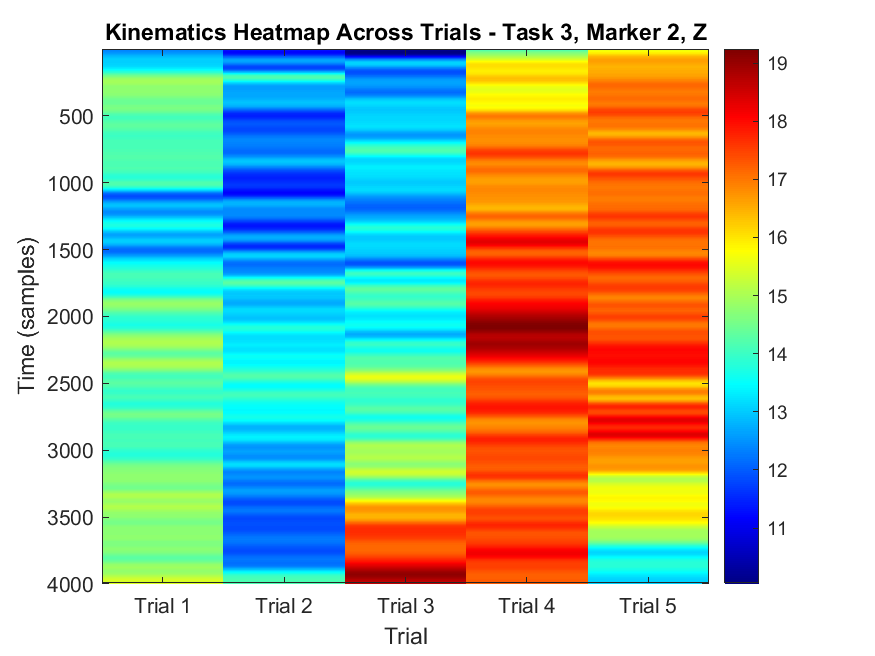 Kinematics Heatmap Across Trials - Task 3, Marker 2, Z
Time (samples)
500
1000
1500
2000
2500
3000
3500
4000
Trial 1
Trial 2
Trial 3
Trial 4
Trial 5
Trial
19
18
17
16
15
14
13
12
11